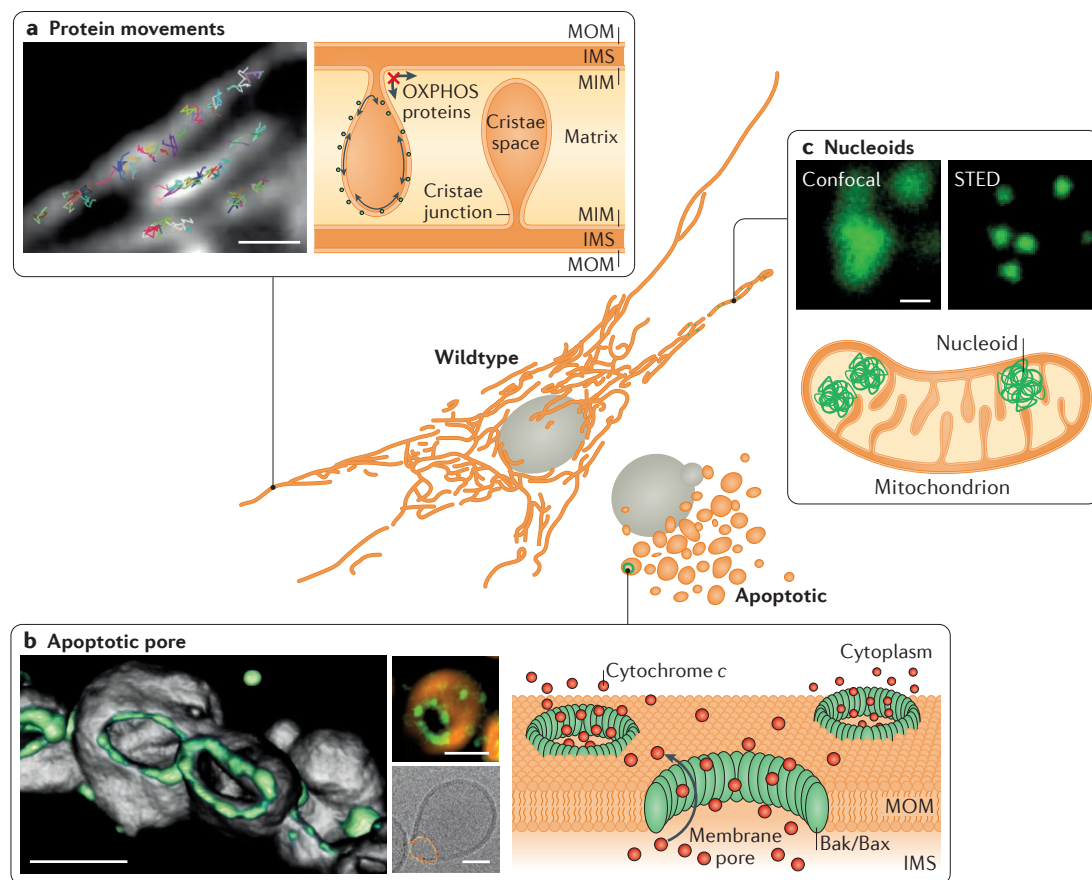 a Protein movements
MOM
IMS
MIM
OXPHOS
proteins
Cristae
space
Matrix
Cristae
junction
MIM
IMS
MOM
c Nucleoids
Confocal
STED
Nucleoid
Mitochondrion
Wildtype
Apoptotic
b Apoptotic pore
Cytochrome c
Cytoplasm
MOM
Membrane
pore
Bak/Bax
IMS